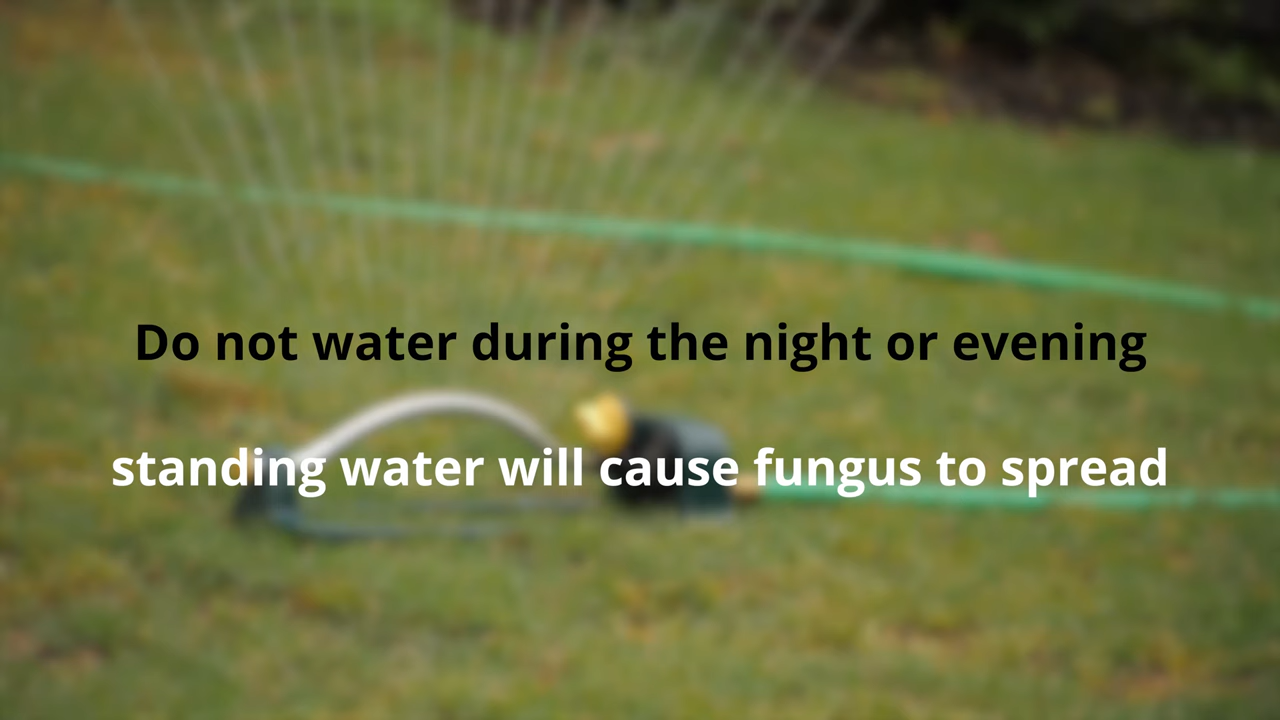 Do not water during the night or evening
standing water will cause fungus to spread